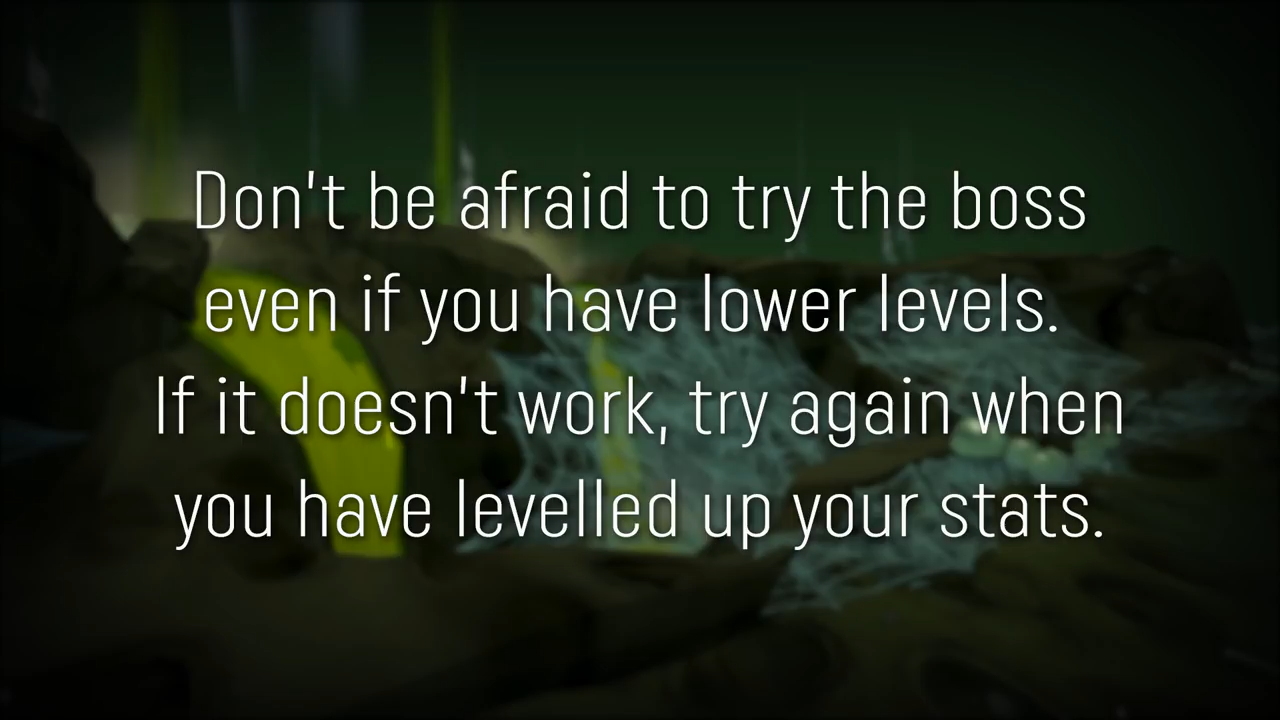 Don't be afraid to try the boss
even if you have lower levels.
If it doesn't work, try again when
you have levelled up your stats.